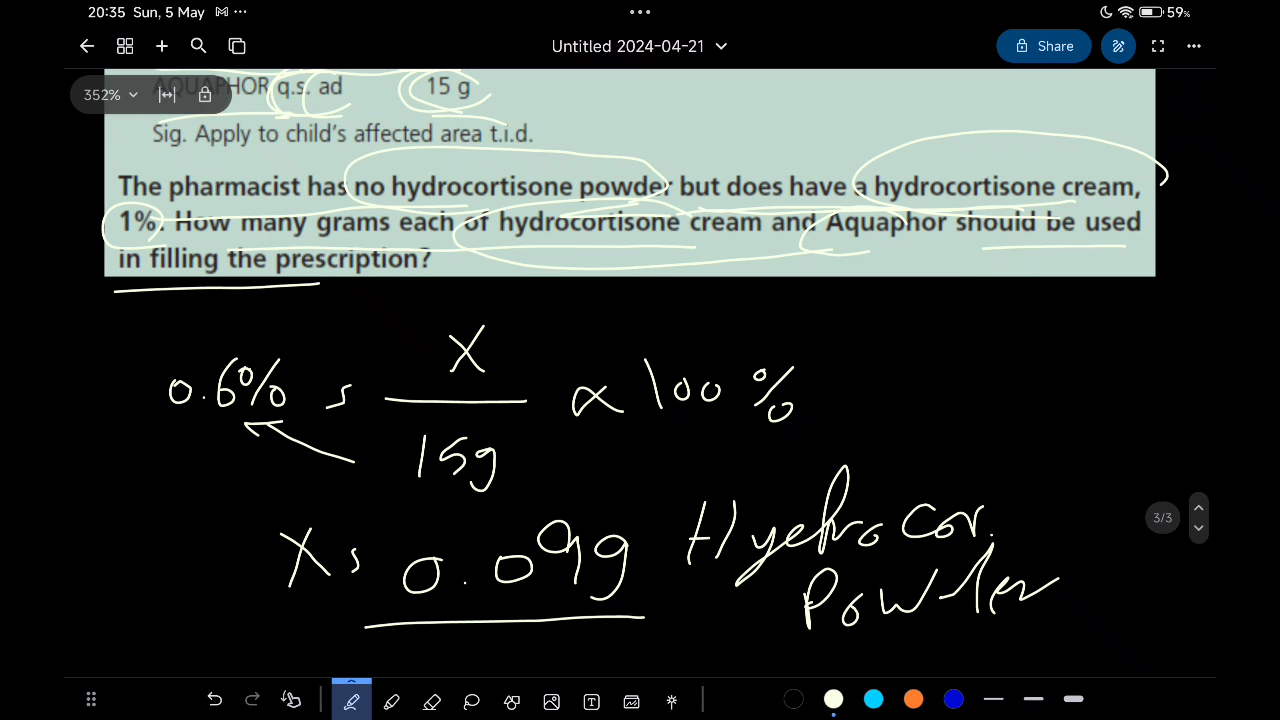 20:35 Sun, 5 May M ··· ••• 59%
Untitled 2024-04-21 Share
352%
AQUAPHOR q.s. ad 15 g
Sig. Apply to child's affected area t.i.d.
The pharmacist has no hydrocortisone powder but does have a hydrocortisone cream,
1%. How many grams each of hydrocortisone cream and Aquaphor should be used
in filling the prescription?
X
0.6% = ∝ 100 %
15g
3/3
X = 0.09g Hydrocor.
Powder